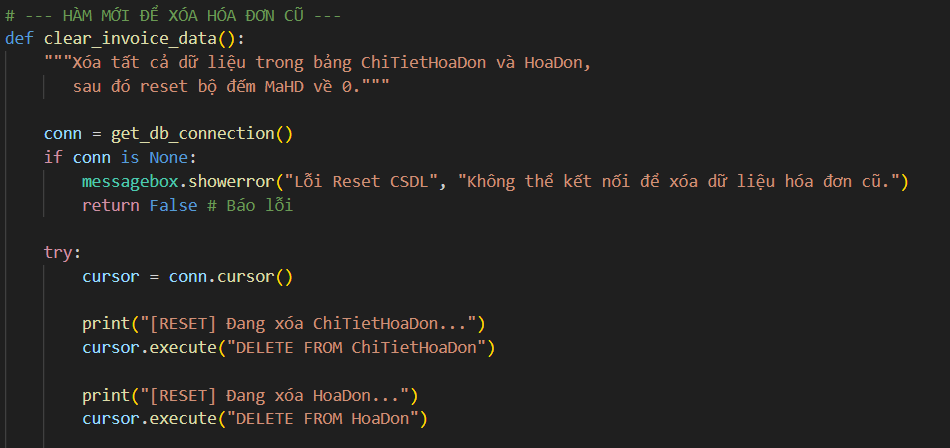 # --- HÀM MỚI ĐỂ XÓA HÓA ĐƠN CŨ ---
def clear_invoice_data():
"""Xóa tất cả dữ liệu trong bảng ChiTietHoaDon và HoaDon,
sau đó reset bộ đếm MaHD về 0."""
conn = get_db_connection()
if conn is None:
messagebox.showerror("Lỗi Reset CSDL", "Không thể kết nối để xóa dữ liệu hóa đơn cũ.")
return False # Báo lỗi
try:
cursor = conn.cursor()
print("[RESET] Đang xóa ChiTietHoaDon...")
cursor.execute("DELETE FROM ChiTietHoaDon")
print("[RESET] Đang xóa HoaDon...")
cursor.execute("DELETE FROM HoaDon")